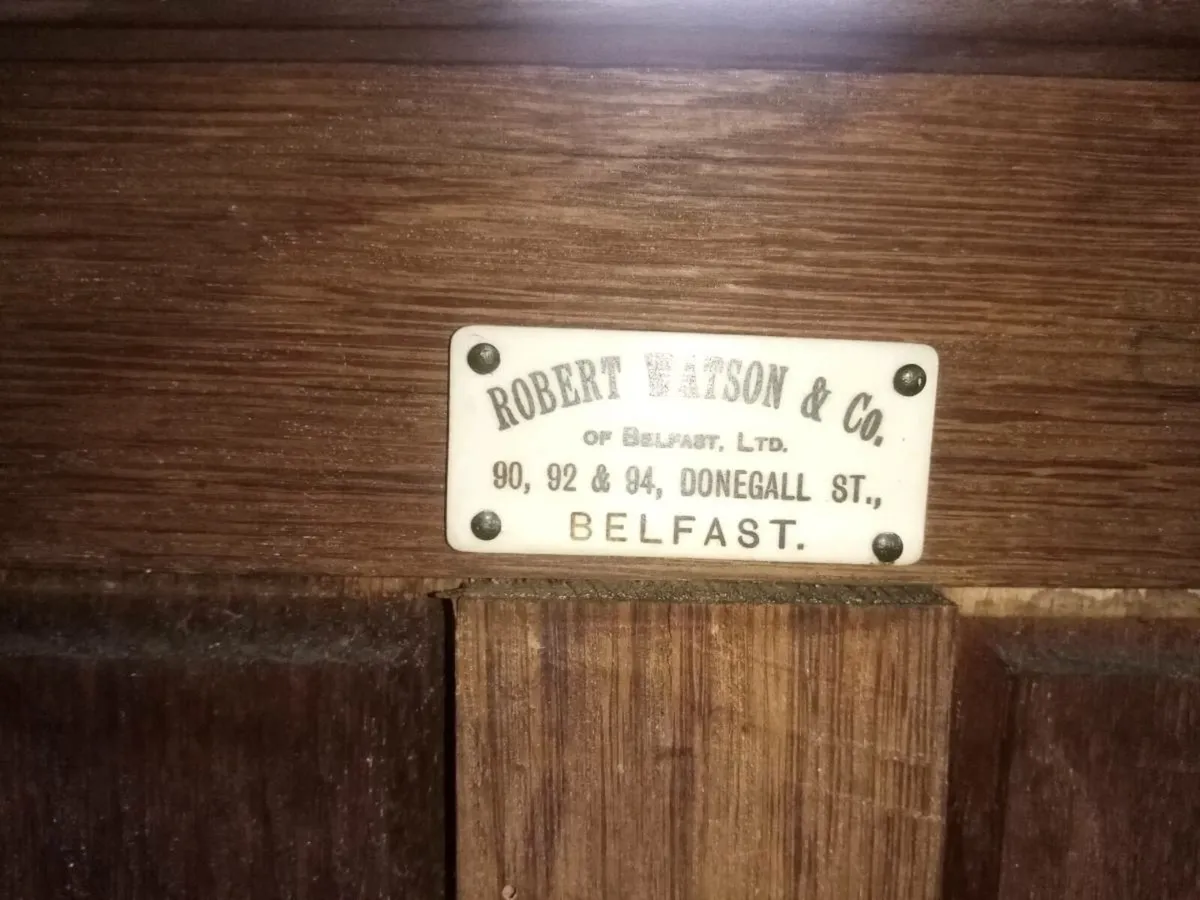 ROBERT WATSON & Co.
OF BELFAST, LTD.
90, 92 & 94, DONEGALL ST.,
BELFAST.